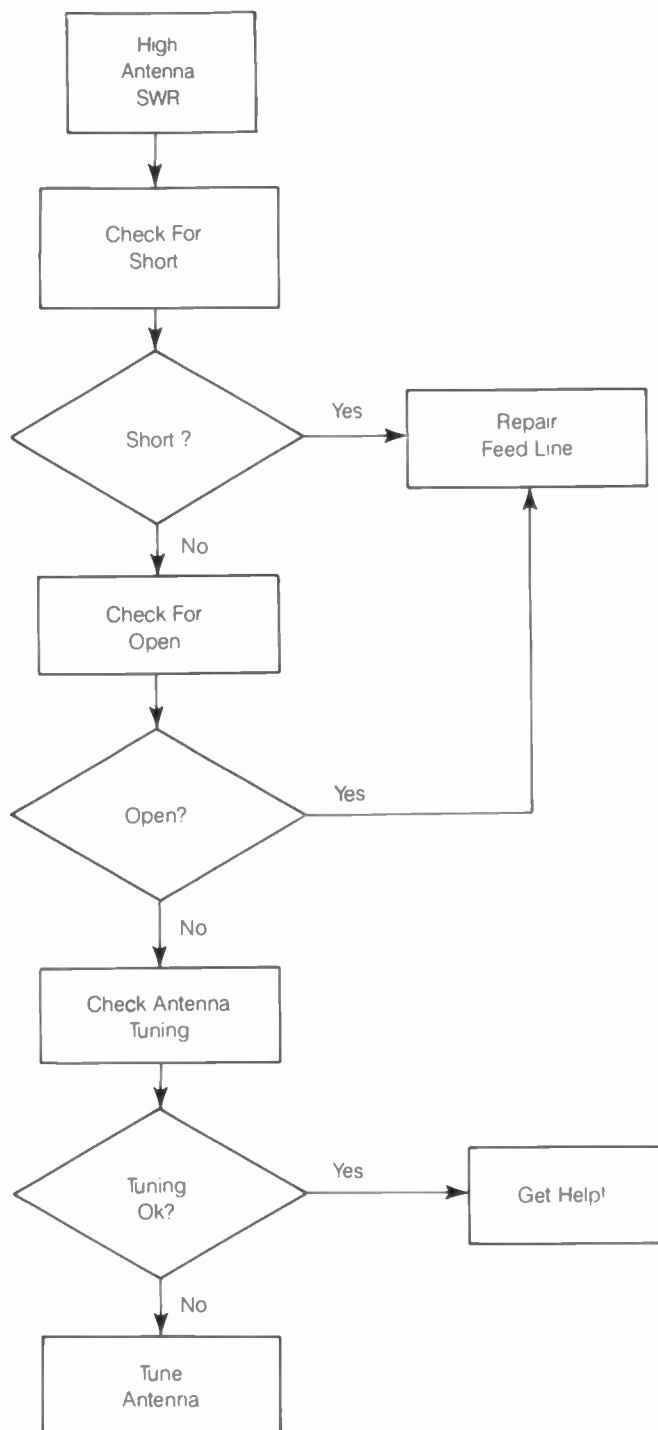 High
Antenna
SWR
Check For
Short
Short ?
Yes
Repair
Feed Line
No
Check For
Open
Open?
Yes
No
Check Antenna
Tuning
Tuning
Ok?
Yes
Get Help!
No
Tune
Antenna